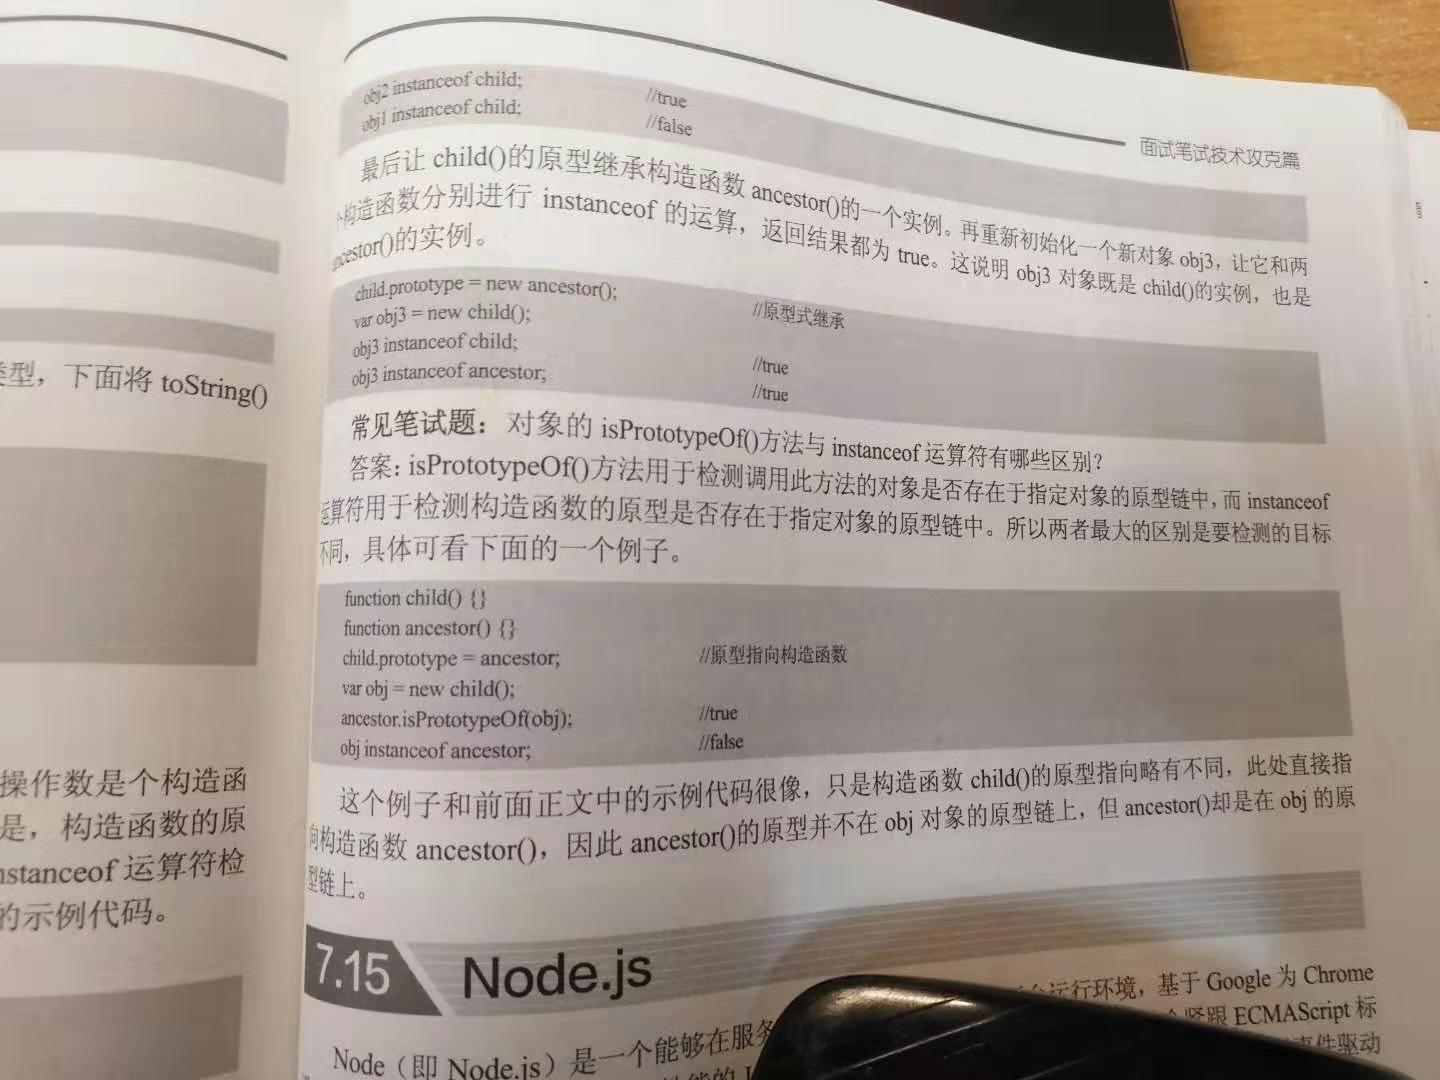 面试笔试技术攻克篇
obj2 instanceof child; //true
obj1 instanceof child; //false
最后让 child()的原型继承构造函数 ancestor()的一个实例。再重新初始化一个新对象 obj3，让它和两
个构造函数分别进行 instanceof 的运算，返回结果都为 true。这说明 obj3 对象既是 child()的实例，也是
ancestor()的实例。
child.prototype = new ancestor(); //原型式继承
var obj3 = new child();
obj3 instanceof child; //true
obj3 instanceof ancestor; //true
常见笔试题：对象的 isPrototypeOf()方法与 instanceof 运算符有哪些区别？
答案：isPrototypeOf()方法用于检测调用此方法的对象是否存在于指定对象的原型链中，而 instanceof
运算符用于检测构造函数的原型是否存在于指定对象的原型链中。所以两者最大的区别是要检测的目标
不同，具体可看下面的一个例子。
function child() {}
function ancestor() {}
child.prototype = ancestor; //原型指向构造函数
var obj = new child();
ancestor.isPrototypeOf(obj); //true
obj instanceof ancestor; //false
这个例子和前面正文中的示例代码很像，只是构造函数 child()的原型指向略有不同，此处直接指
向构造函数 ancestor()，因此 ancestor()的原型并不在 obj 对象的原型链上，但 ancestor()却是在 obj 的原
型链上。
7.15 Node.js
Node（即 Node.js）是一个能够在服务 运行环境，基于 Google 为 Chrome
紧跟 ECMAScript 标
事件驱动
类型，下面将 toString()
操作数是个构造函
是，构造函数的原
instanceof 运算符检
的示例代码。